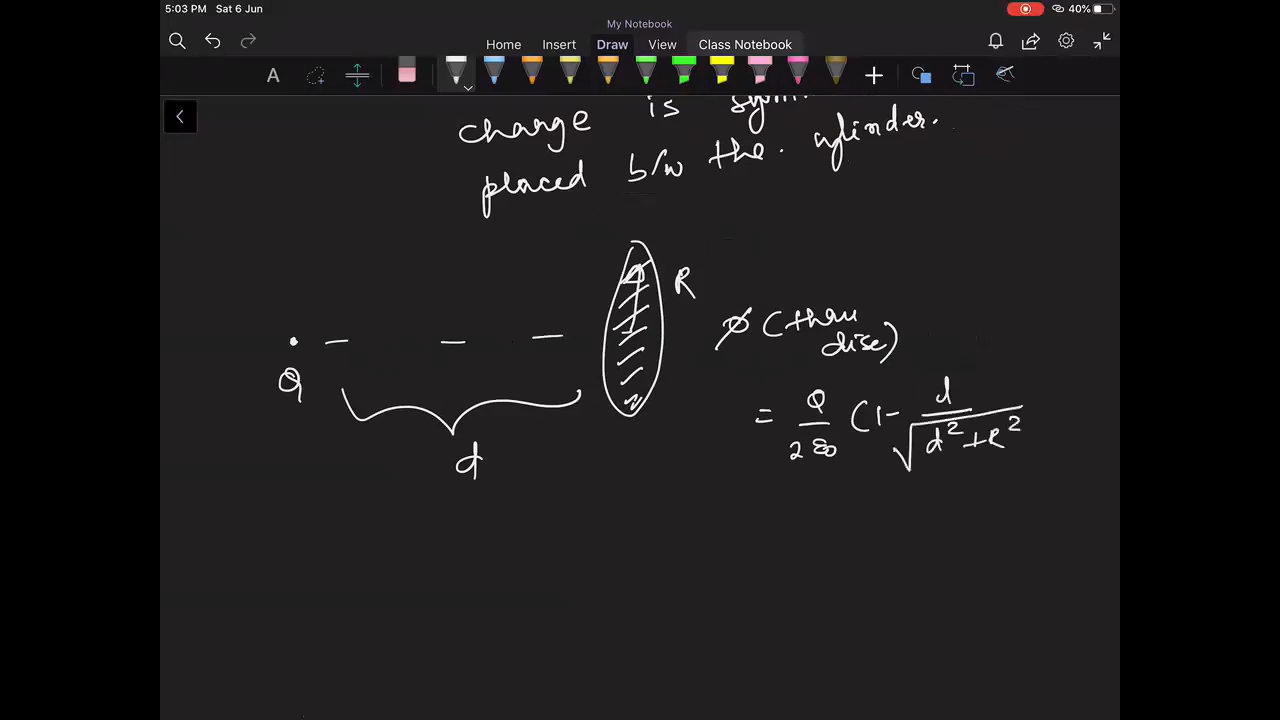 5:03 PM Sat 6 Jun
40%
My Notebook
Home Insert Draw View Class Notebook
A
charge is sym
placed b/w the cylinder.
R
Q
d
φ (thru
disc)
= Q/2ε₀ (1 - d/√(d² + R²)